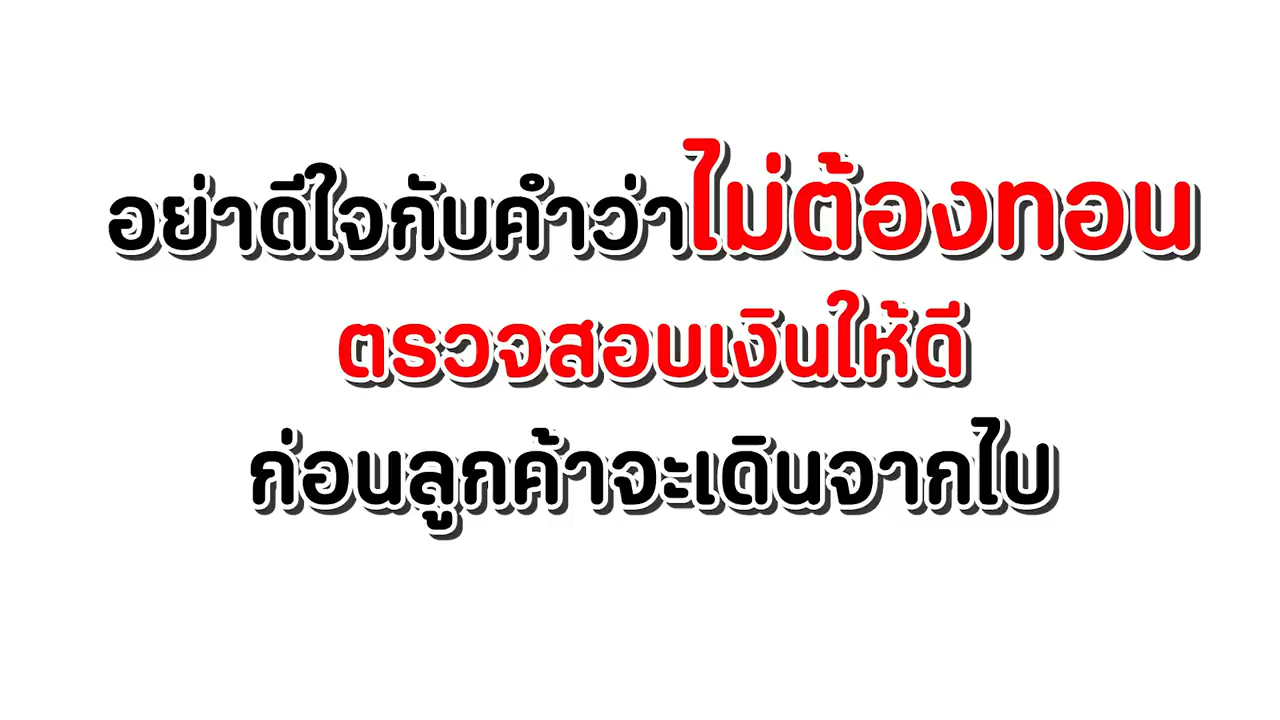 อย่าดีใจกับคำว่าไม่ต้องทอน
ตรวจสอบเงินให้ดี
ก่อนลูกค้าจะเดินจากไป